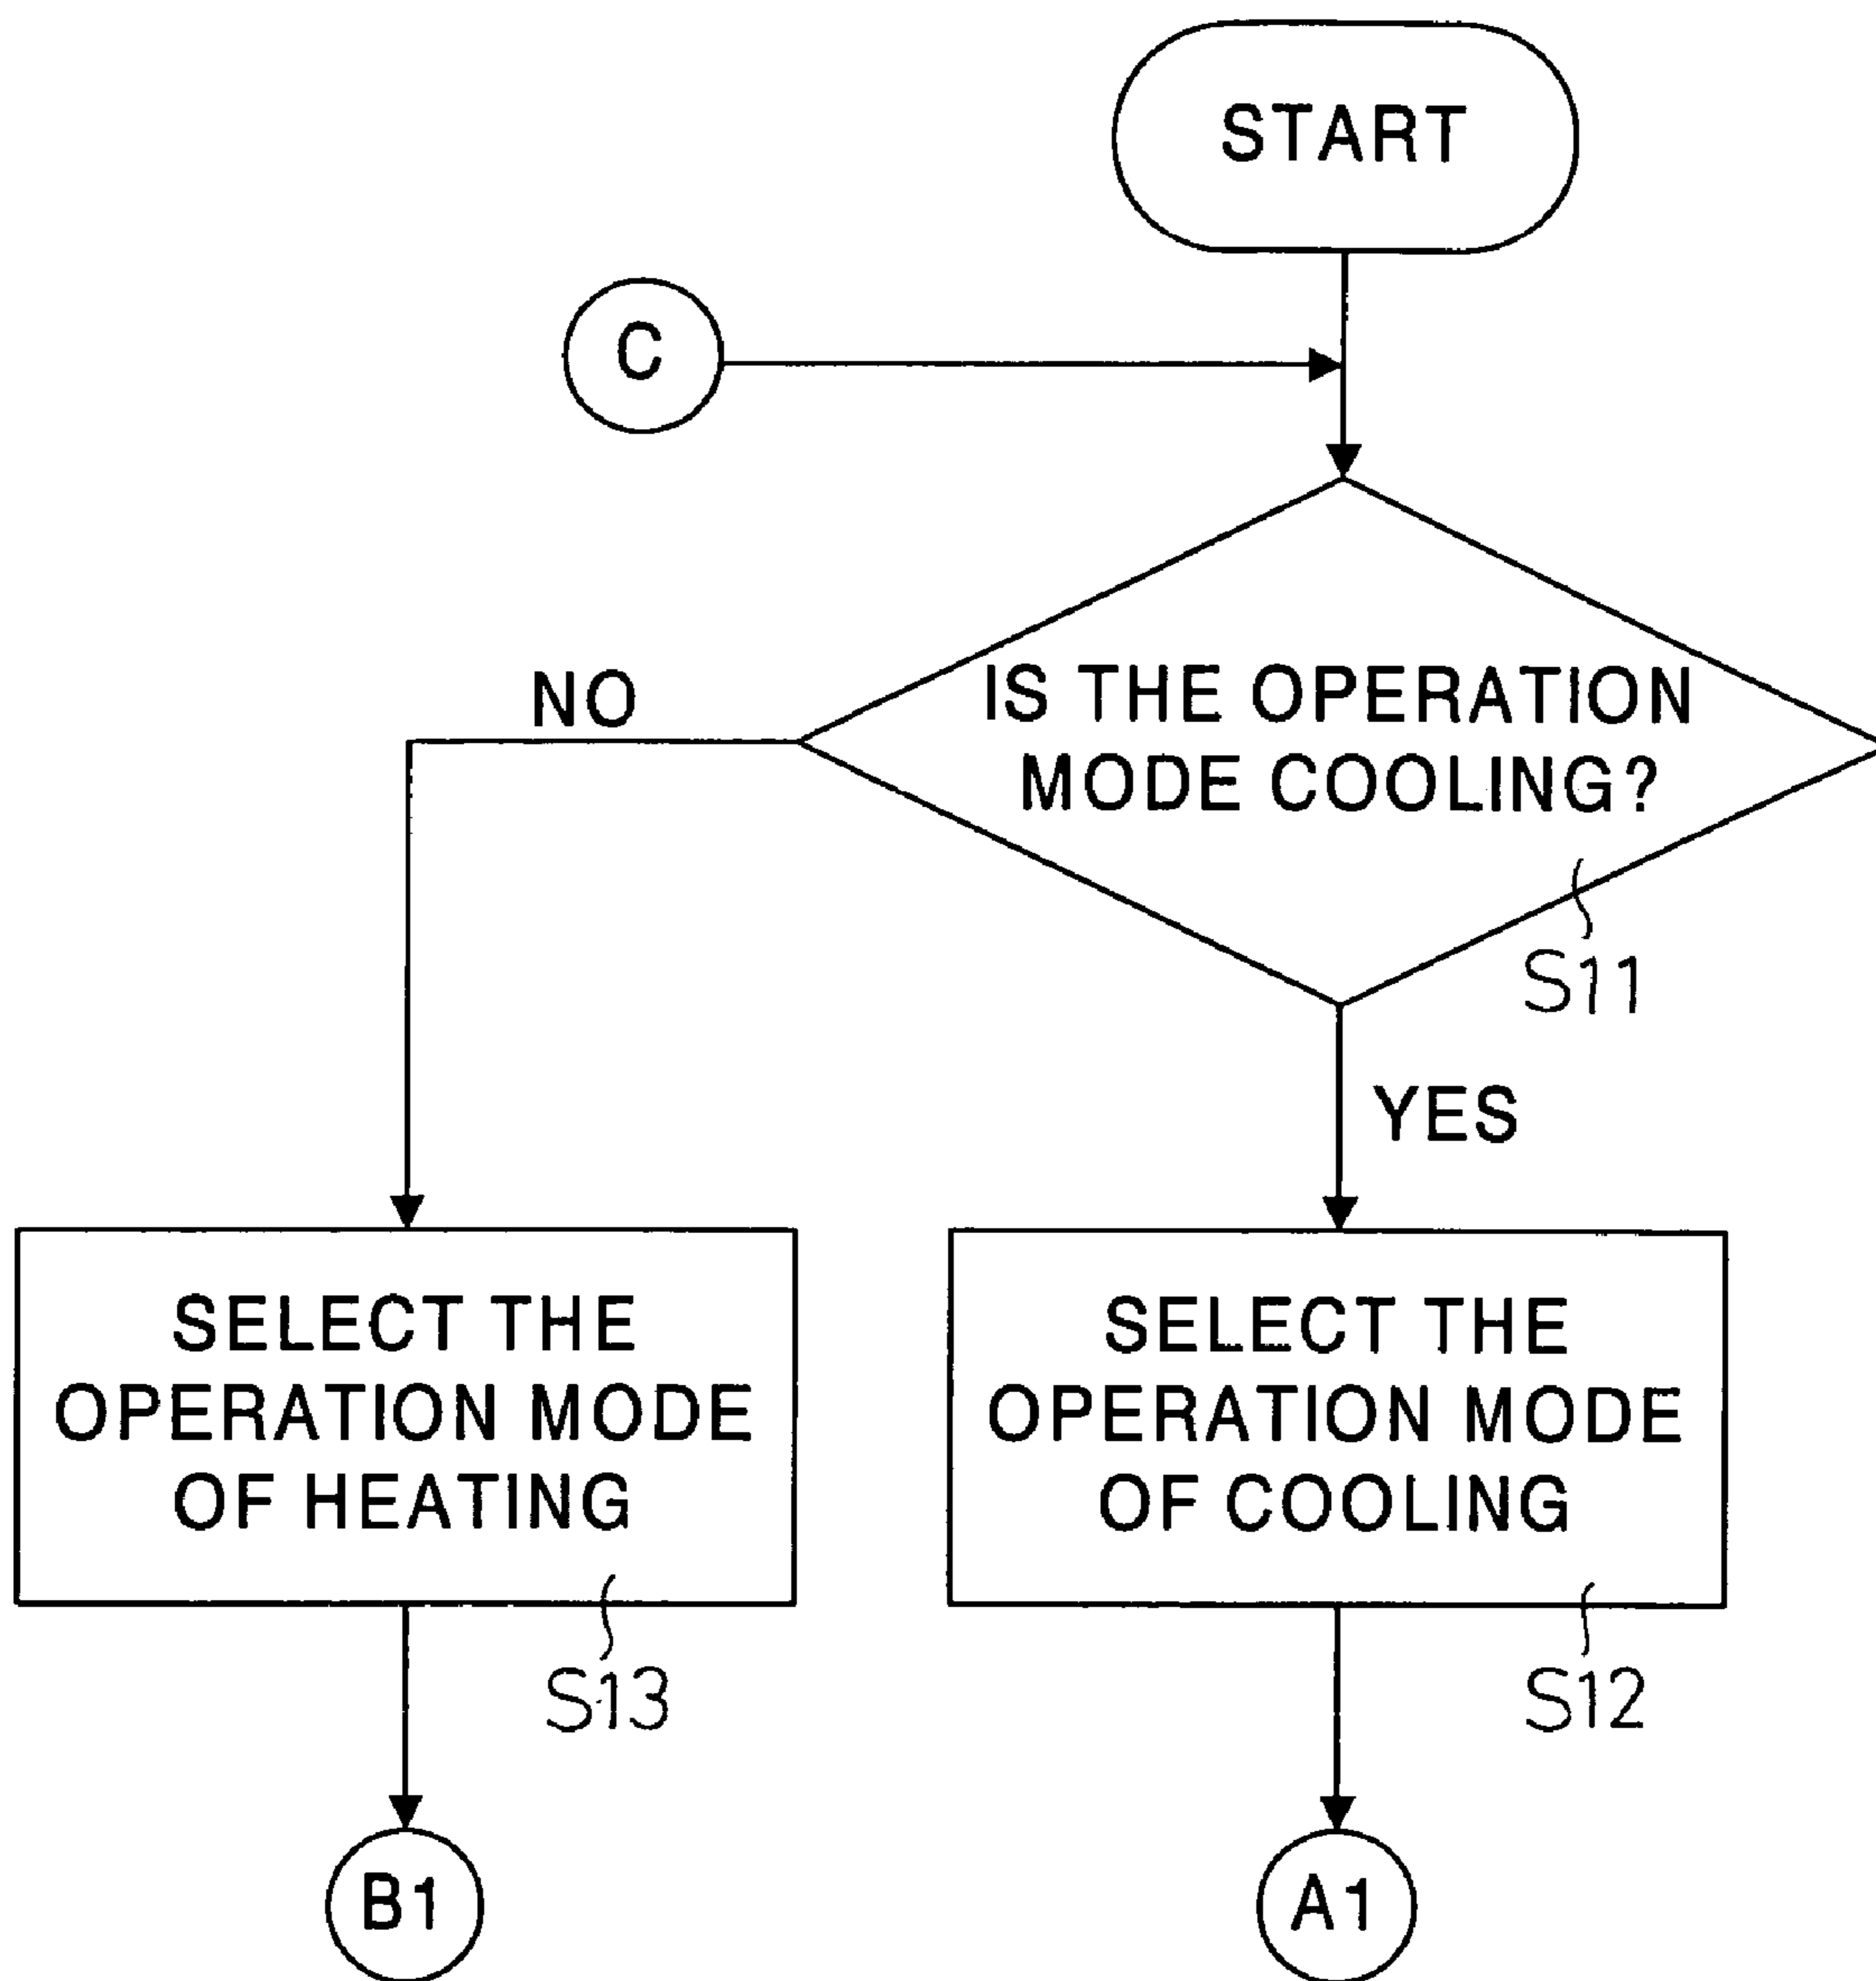 START
C
NO
IS THE OPERATION
MODE COOLING?
S11
YES
SELECT THE
OPERATION MODE
OF HEATING
S13
SELECT THE
OPERATION MODE
OF COOLING
S12
B1
A1